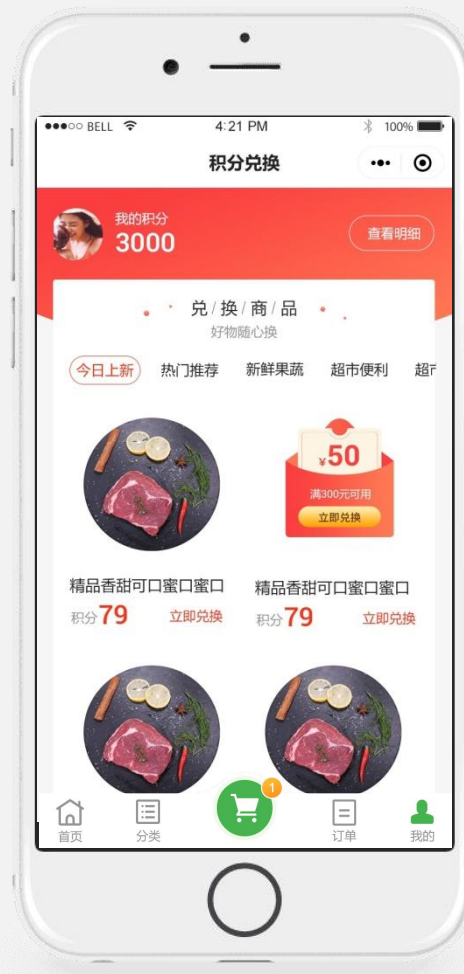 ●●●○○ BELL 4:21 PM 100%
积分兑换
我的积分
3000
查看明细
兑/换/商/品
好物随心换
今日上新 热门推荐 新鲜果蔬 超市便利 超市
¥50
满300元可用
立即兑换
精品香甜可口蜜口蜜口 精品香甜可口蜜口蜜口
积分79 立即兑换 积分79 立即兑换
1
首页 分类 订单 我的